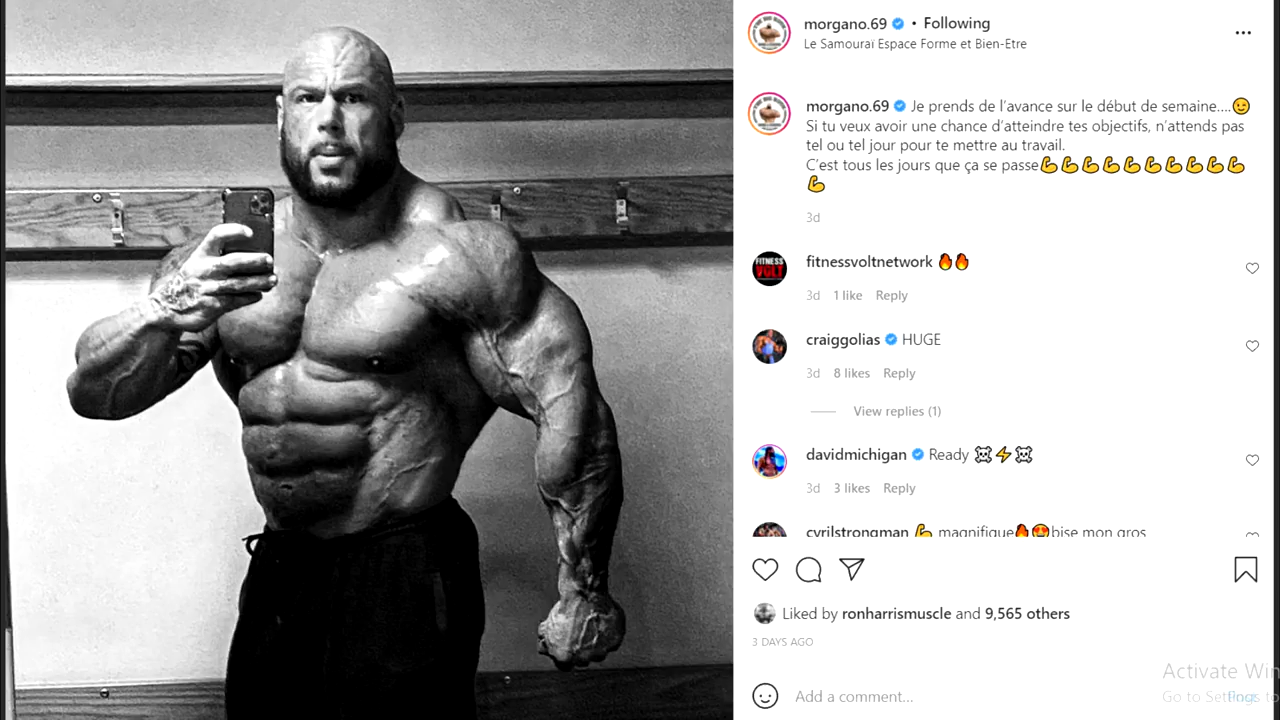 morgano.69 • Following
Le Samourai Espace Forme et Bien-Etre
morgano.69 Je prends de l'avance sur le début de semaine....😉
Si tu veux avoir une chance d'atteindre tes objectifs, n'attends pas
tel ou tel jour pour te mettre au travail.
C'est tous les jours que ça se passe💪💪💪💪💪💪💪💪💪💪
💪
3d
FITNESS
VOLT
fitnessvoltnetwork 🔥🔥
3d 1 like Reply
craiggolias HUGE
3d 8 likes Reply
View replies (1)
davidmichigan Ready ☠⚡☠
3d 3 likes Reply
cyrilstrongman 💪 magnifique🔥😍bise mon gros
Liked by ronharrismuscle and 9,565 others
3 DAYS AGO
Activate Win
Add a comment...
Go to Settings to